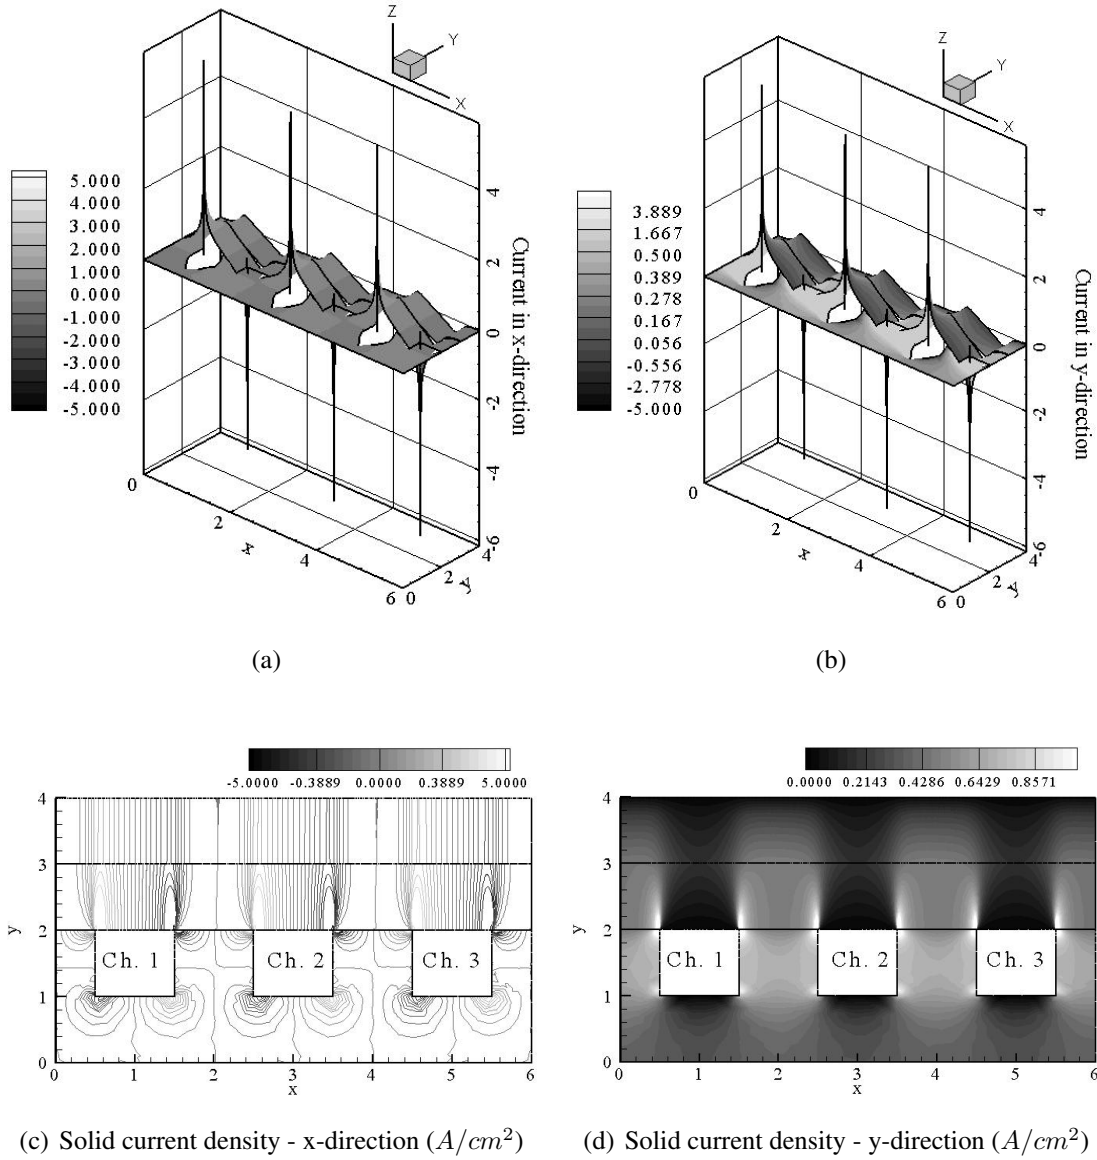 Z
Y
X
5.000
4.000
3.000
2.000
1.000
0.000
-1.000
-2.000
-3.000
-4.000
-5.000
4
2
0
-2
-4
-6
Current in x-direction
0
2
4
6
x
0
2
4
y
(a)
Z
Y
X
3.889
1.667
0.500
0.389
0.278
0.167
0.056
-0.556
-2.778
-5.000
4
2
0
-2
-4
-6
Current in y-direction
0
2
4
6
x
0
2
4
y
(b)
-5.0000 -0.3889 0.0000 0.3889 5.0000
4
3
2
1
0
y
Ch. 1 Ch. 2 Ch. 3
0 1 2 3 4 5 6
x
(c) Solid current density - x-direction (A/cm²)
0.0000 0.2143 0.4286 0.6429 0.8571
4
3
2
1
0
y
Ch. 1 Ch. 2 Ch. 3
0 1 2 3 4 5 6
x
(d) Solid current density - y-direction (A/cm²)